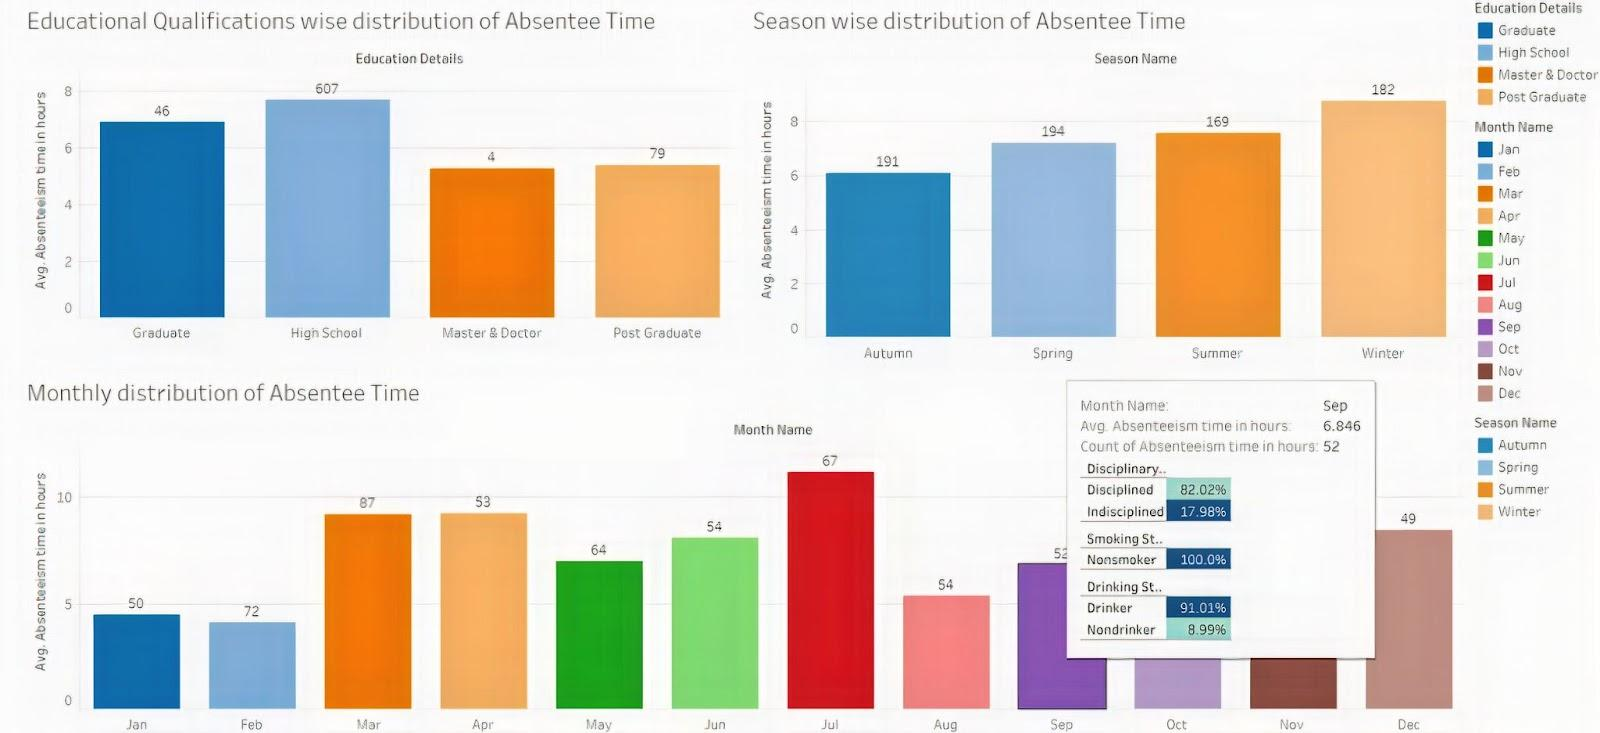 Educational Qualifications wise distribution of Absentee Time
Education Details
Avg. Absenteeism time in hours
8
6
4
2
0
46
607
4
79
Graduate
High School
Master & Doctor
Post Graduate
Season wise distribution of Absentee Time
Season Name
Avg. Absenteeism time in hours
8
6
4
2
0
191
194
169
182
Autumn
Spring
Summer
Winter
Education Details
Graduate
High School
Master & Doctor
Post Graduate
Month Name
Jan
Feb
Mar
Apr
May
Jun
Jul
Aug
Sep
Oct
Nov
Dec
Season Name
Autumn
Spring
Summer
Winter
Monthly distribution of Absentee Time
Month Name
Avg. Absenteeism time in hours
10
5
0
50
72
87
53
64
54
67
54
52
49
Jan
Feb
Mar
Apr
May
Jun
Jul
Aug
Sep
Oct
Nov
Dec
Month Name: Sep
Avg. Absenteeism time in hours: 6.846
Count of Absenteeism time in hours: 52
Disciplinary..
Disciplined 82.02%
Indisciplined 17.98%
Smoking St..
Nonsmoker 100.0%
Drinking St..
Drinker 91.01%
Nondrinker 8.99%